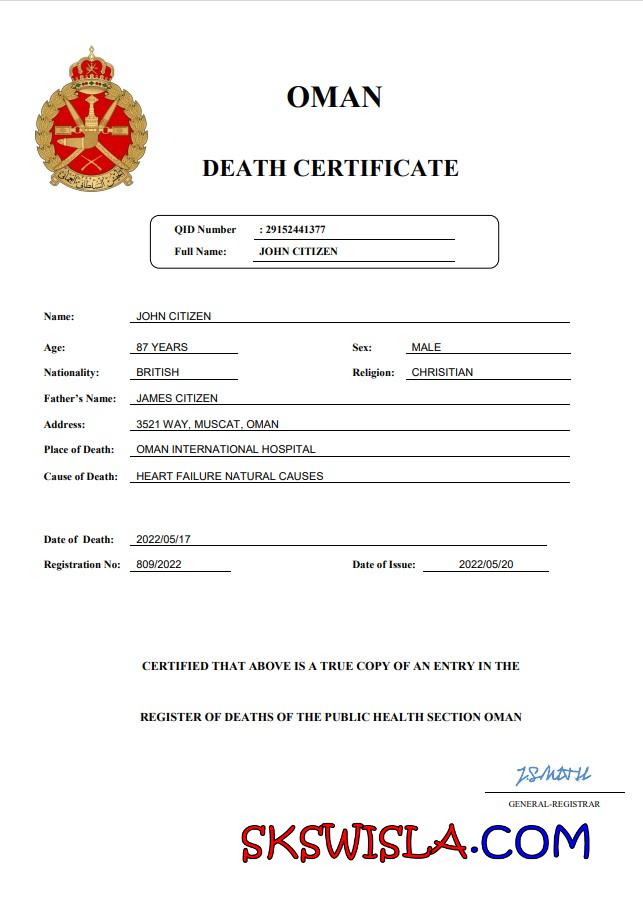 OMAN
DEATH CERTIFICATE
QID Number : 29152441377
Full Name: JOHN CITIZEN
Name: JOHN CITIZEN
Age: 87 YEARS Sex: MALE
Nationality: BRITISH Religion: CHRISITIAN
Father's Name: JAMES CITIZEN
Address: 3521 WAY, MUSCAT, OMAN
Place of Death: OMAN INTERNATIONAL HOSPITAL
Cause of Death: HEART FAILURE NATURAL CAUSES
Date of Death: 2022/05/17
Registration No: 809/2022 Date of Issue: 2022/05/20
CERTIFIED THAT ABOVE IS A TRUE COPY OF AN ENTRY IN THE
REGISTER OF DEATHS OF THE PUBLIC HEALTH SECTION OMAN
J.SMITH
GENERAL-REGISTRAR
SKSWISLA.COM